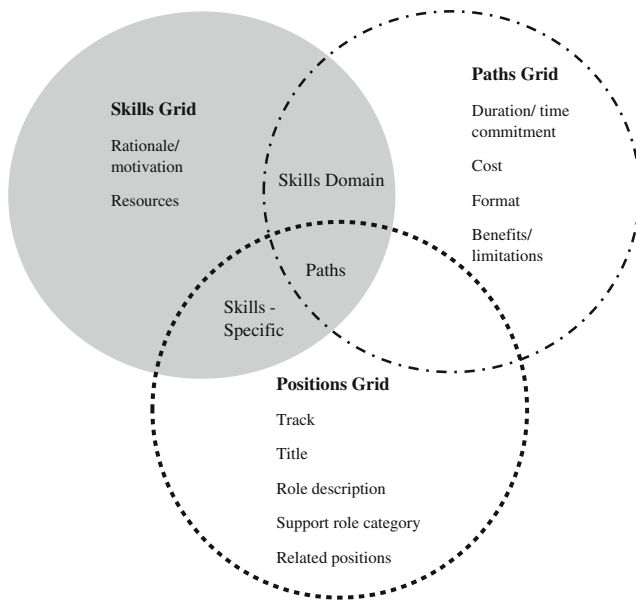 Skills Grid
Rationale/
motivation
Resources
Skills Domain
Paths Grid
Duration/ time
commitment
Cost
Format
Benefits/
limitations
Paths
Skills -
Specific
Positions Grid
Track
Title
Role description
Support role category
Related positions